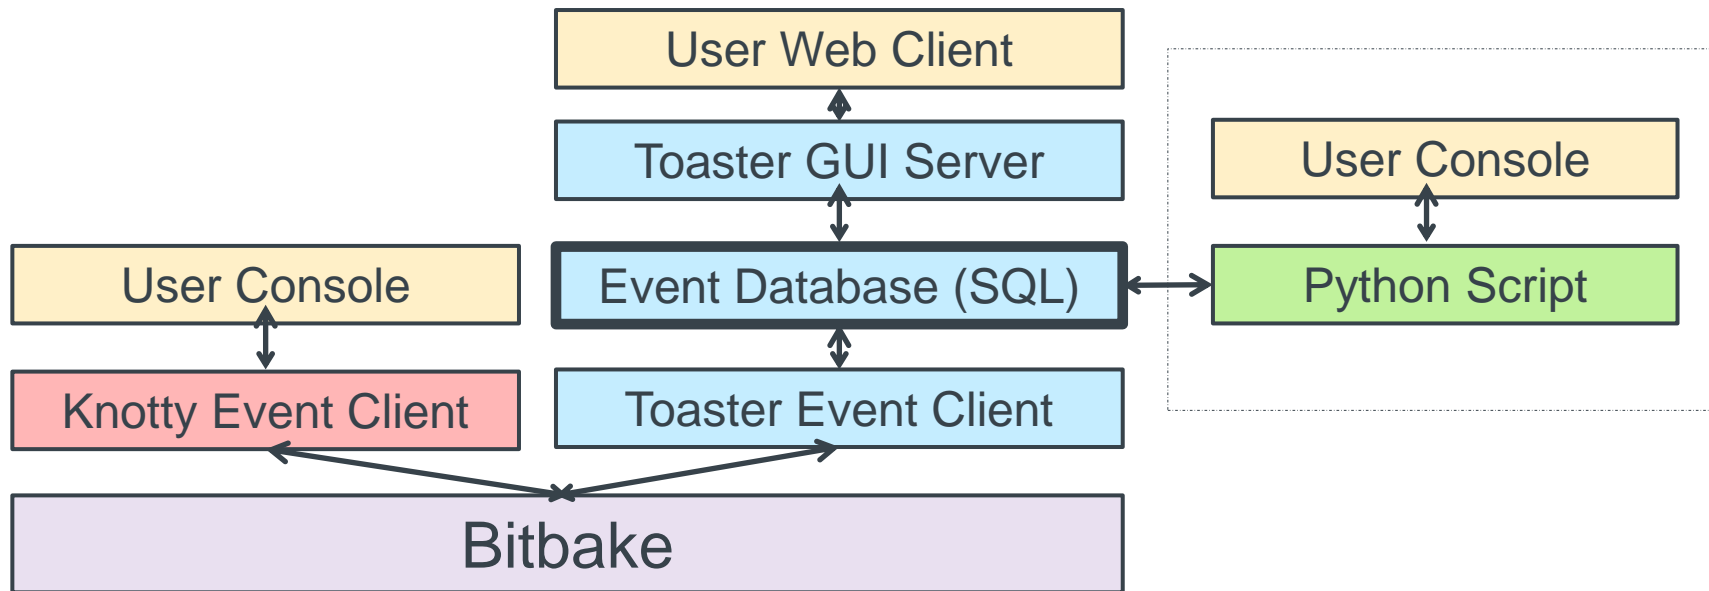 User Web Client
Toaster GUI Server
User Console
User Console
Event Database (SQL)
Python Script
Knotty Event Client
Toaster Event Client
Bitbake